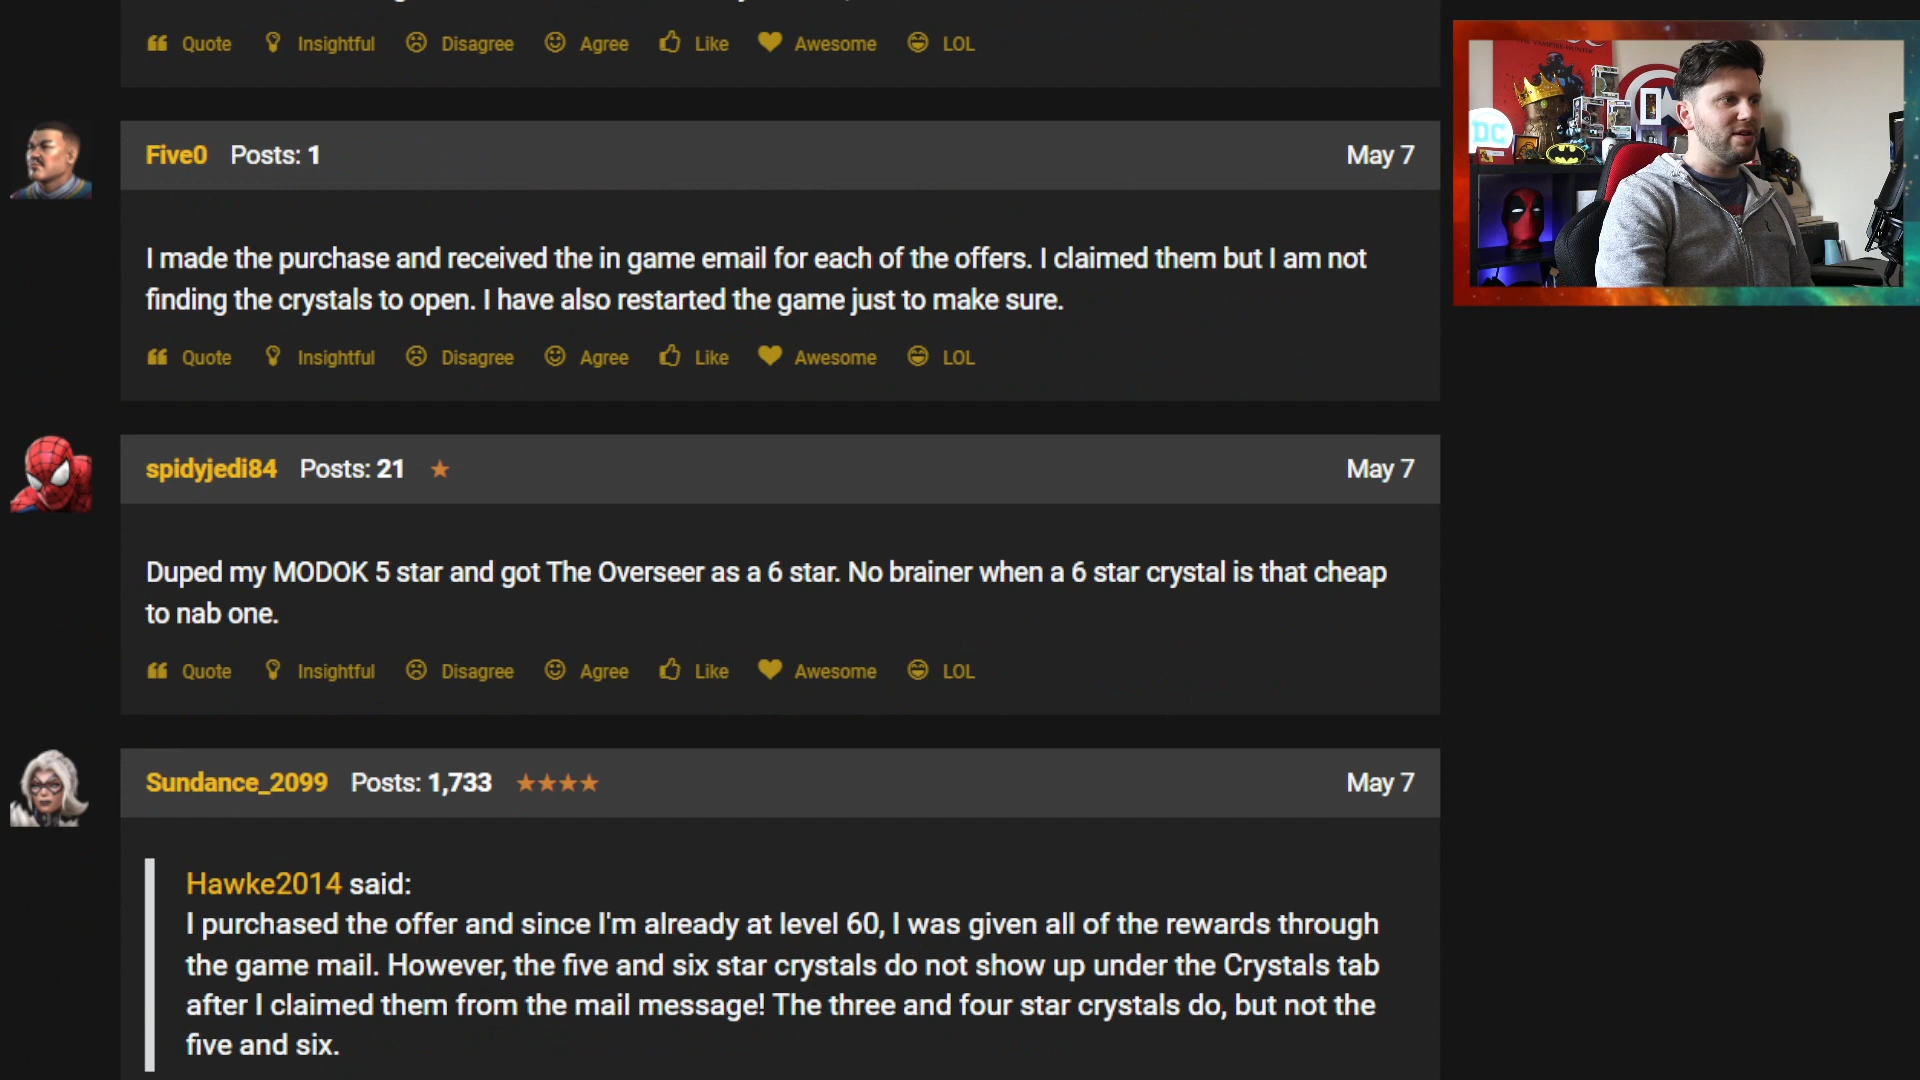 Quote Insightful Disagree Agree Like Awesome LOL
Five0 Posts: 1 May 7
I made the purchase and received the in game email for each of the offers. I claimed them but I am not
finding the crystals to open. I have also restarted the game just to make sure.
Quote Insightful Disagree Agree Like Awesome LOL
spidyjedi84 Posts: 21 May 7
Duped my MODOK 5 star and got The Overseer as a 6 star. No brainer when a 6 star crystal is that cheap
to nab one.
Quote Insightful Disagree Agree Like Awesome LOL
Sundance_2099 Posts: 1,733 May 7
Hawke2014 said:
I purchased the offer and since I'm already at level 60, I was given all of the rewards through
the game mail. However, the five and six star crystals do not show up under the Crystals tab
after I claimed them from the mail message! The three and four star crystals do, but not the
five and six.
DC